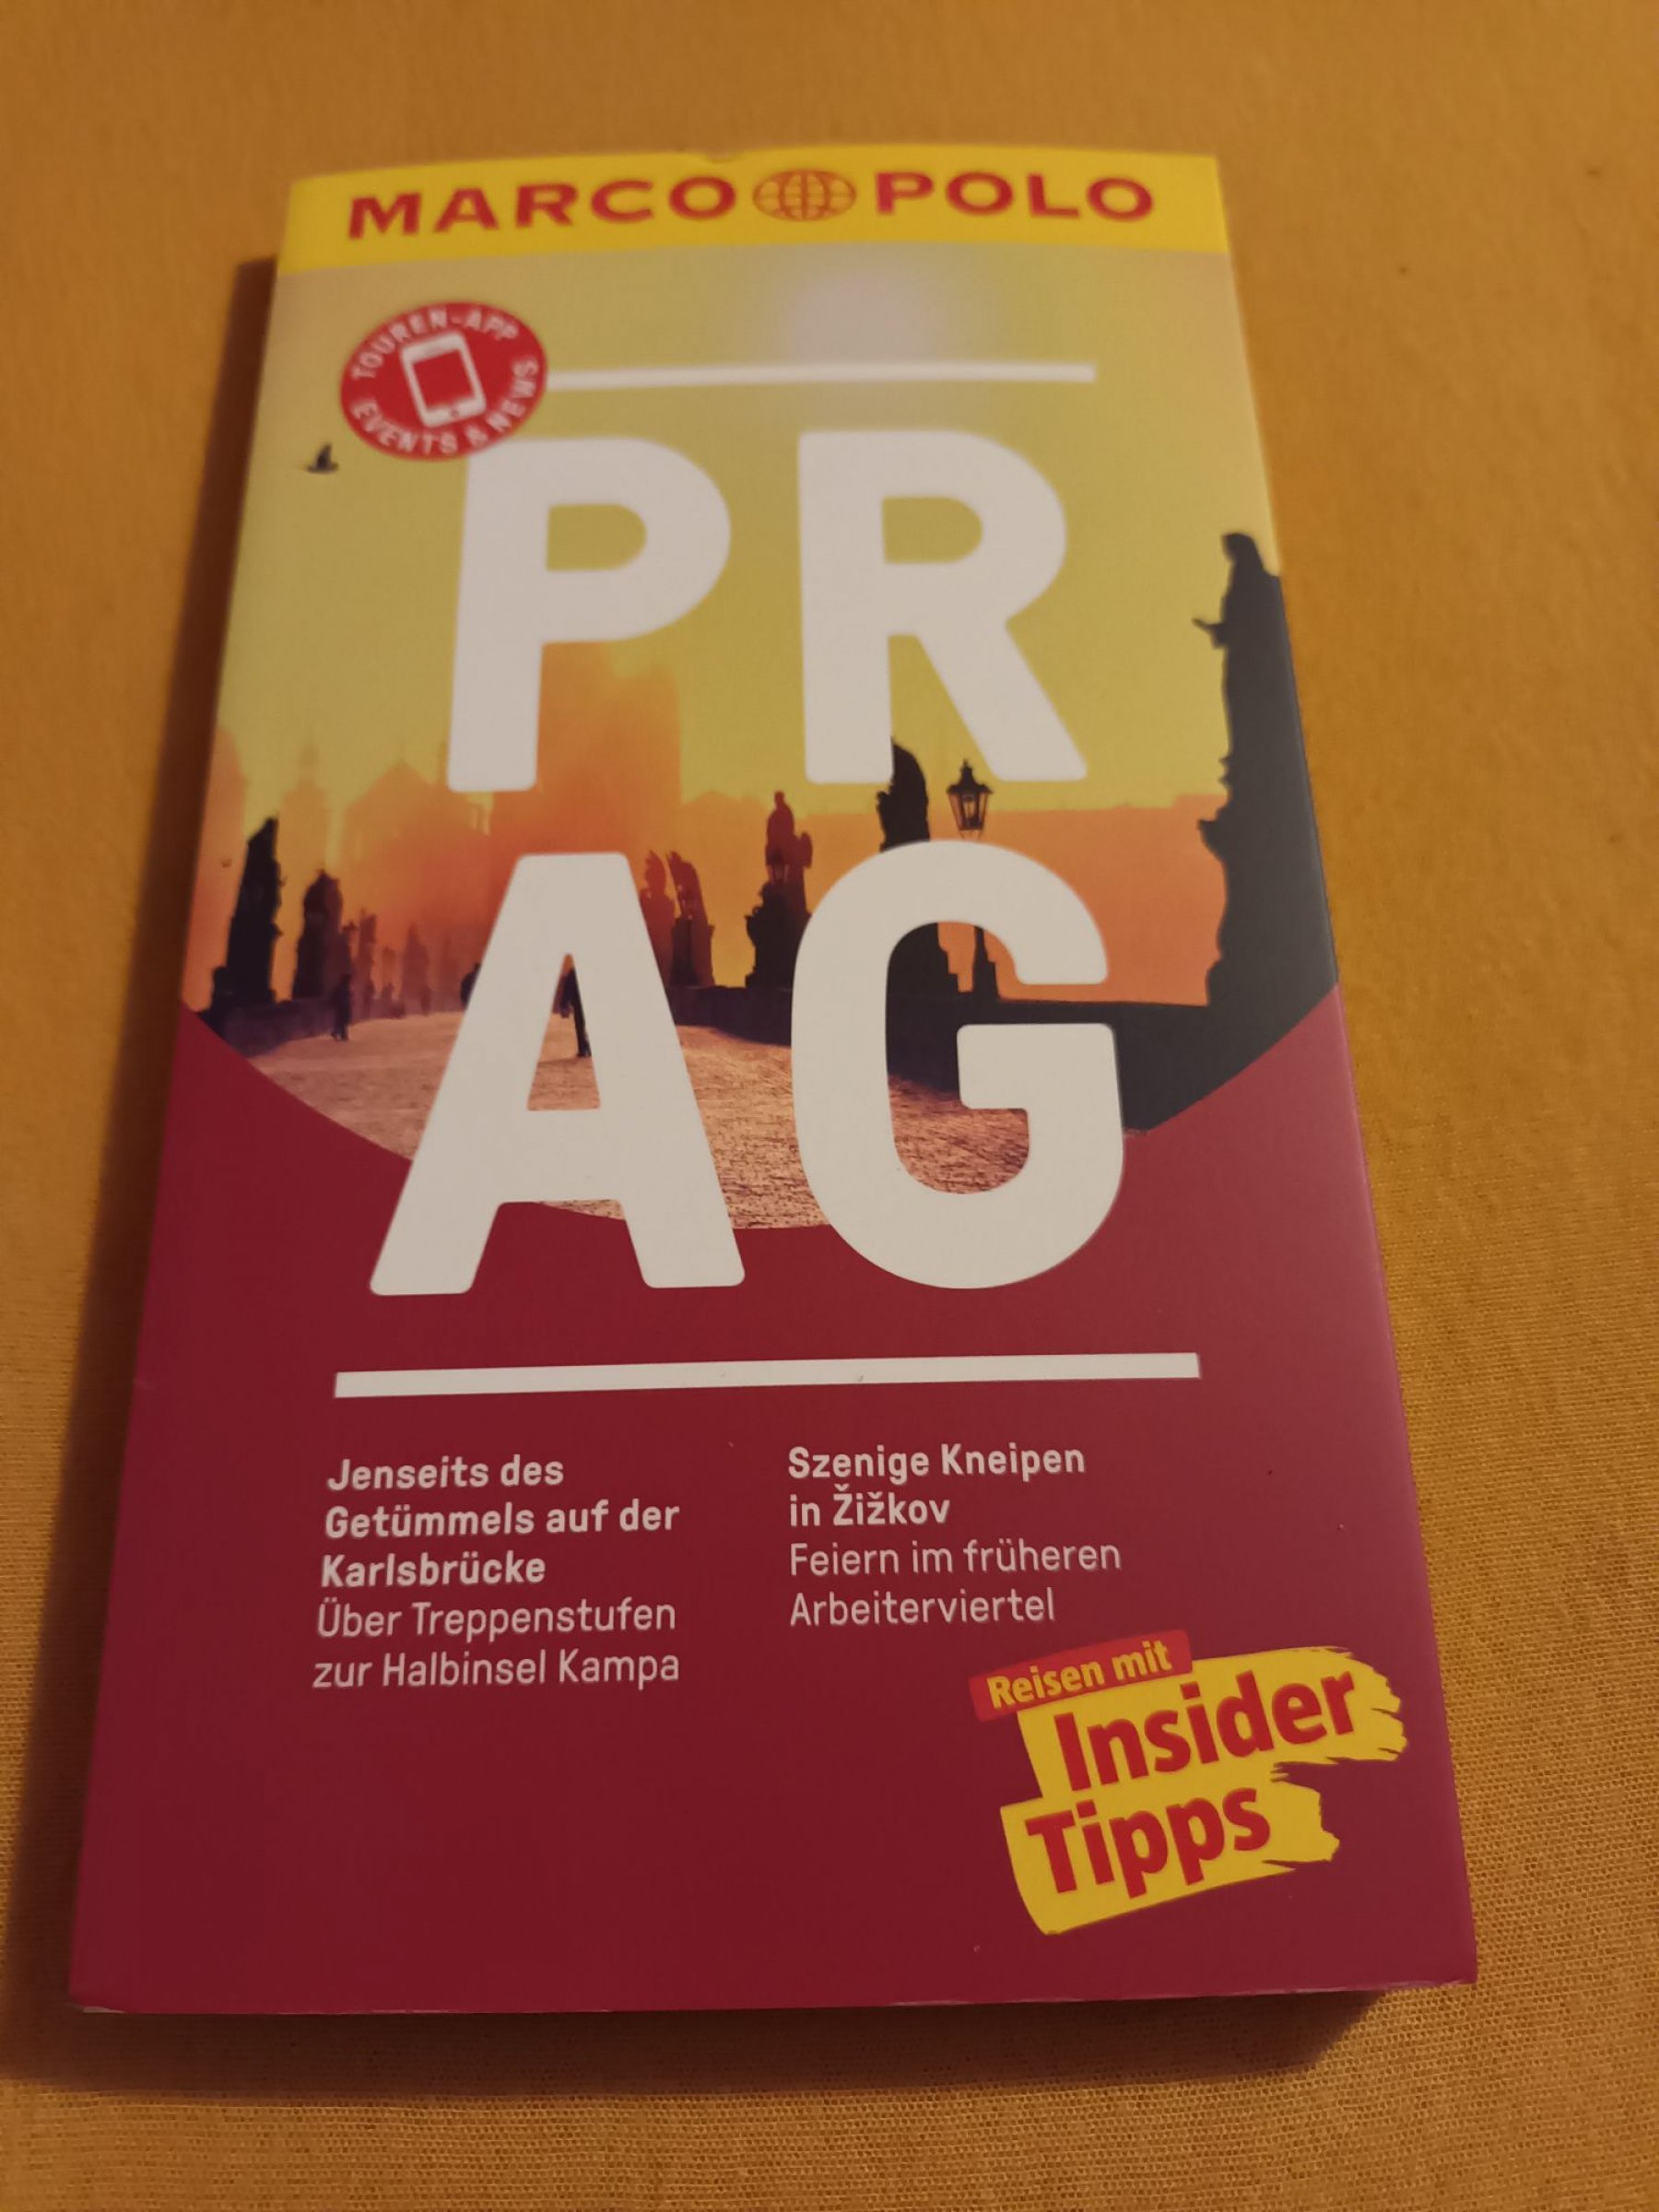 MARCO POLO
TOUREN-APP
EVENTS & NEWS
PR
AG
Jenseits des
Getümmels auf der
Karlsbrücke
Über Treppenstufen
zur Halbinsel Kampa
Szenige Kneipen
in Žižkov
Feiern im früheren
Arbeiterviertel
Reisen mit
Insider
Tipps